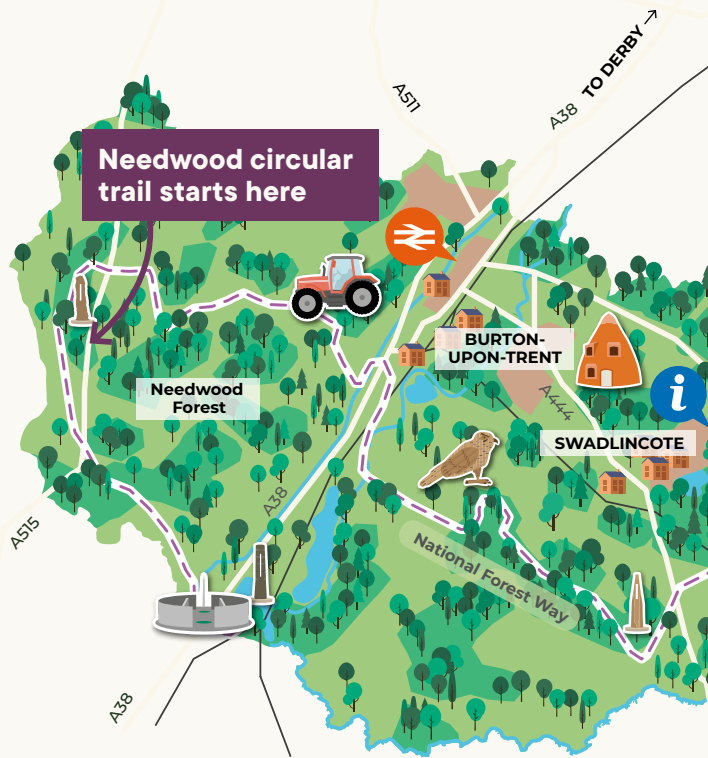 A511
A38
TO DERBY
Needwood circular
trail starts here
BURTON-
UPON-TRENT
Needwood
Forest
A444
i
SWADLINCOTE
A38
A515
National Forest Way
A38